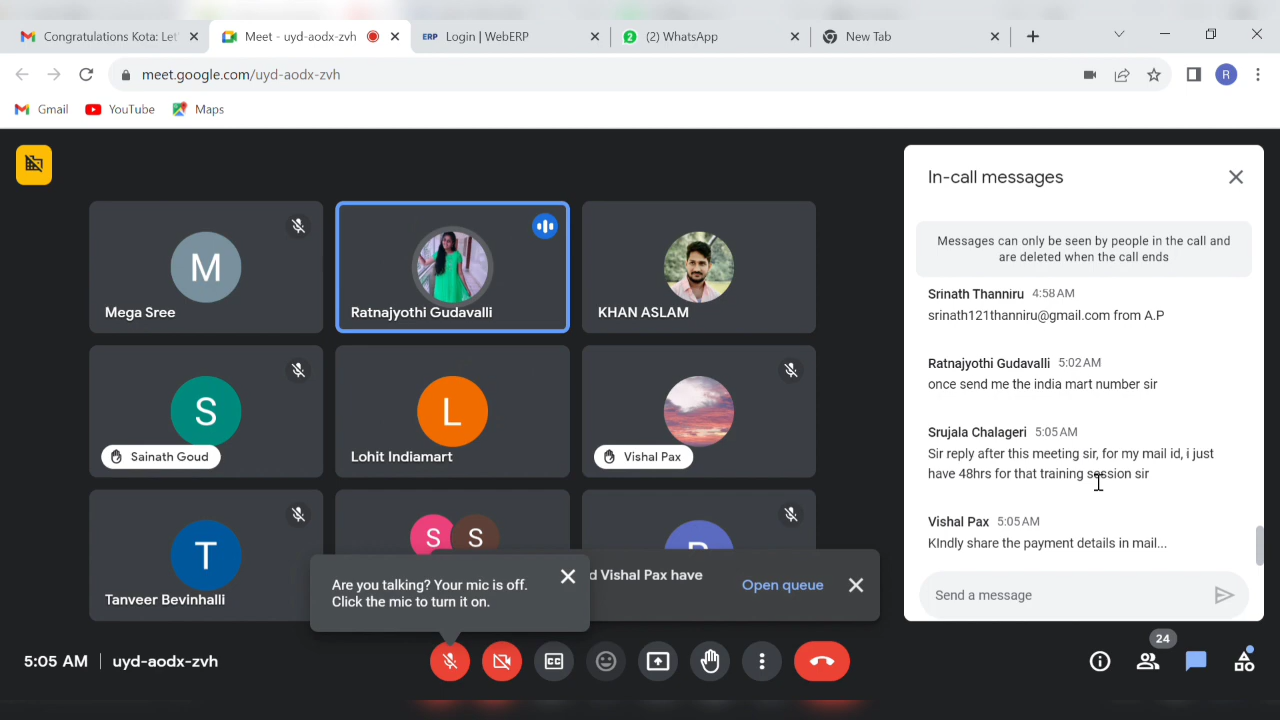 Congratulations Kota: Let'
Meet - uyd-aodx-zvh
ERP Login | WebERP
2 (2) WhatsApp
New Tab
meet.google.com/uyd-aodx-zvh
R
Gmail
YouTube
Maps
In-call messages
Messages can only be seen by people in the call and
are deleted when the call ends
Srinath Thanniru 4:58 AM
srinath121thanniru@gmail.com from A.P
Ratnajyothi Gudavalli 5:02 AM
once send me the india mart number sir
Srujala Chalageri 5:05 AM
Sir reply after this meeting sir, for my mail id, i just
have 48hrs for that training session sir
Vishal Pax 5:05 AM
KIndly share the payment details in mail...
Send a message
M
Mega Sree
Ratnajyothi Gudavalli
KHAN ASLAM
S
Sainath Goud
L
Lohit Indiamart
Vishal Pax
T
Tanveer Bevinhalli
S
S
d Vishal Pax have
Open queue
Are you talking? Your mic is off.
Click the mic to turn it on.
5:05 AM | uyd-aodx-zvh
24